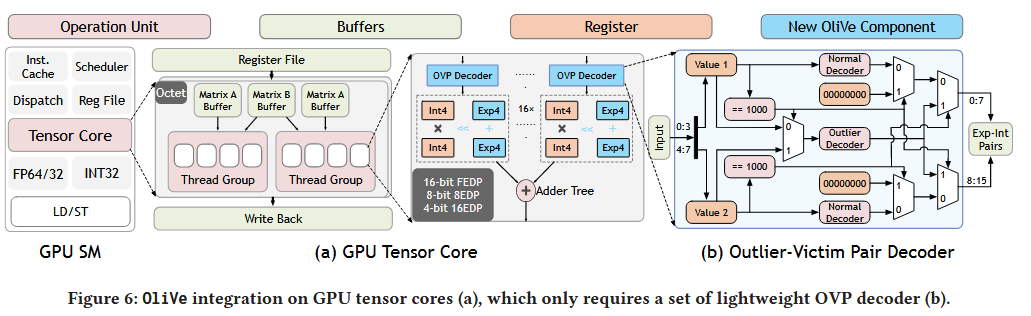 Operation Unit
Buffers
Register
New OliVe Component
Inst.
Cache
Scheduler
Dispatch
Reg File
Tensor Core
FP64/32
INT32
LD/ST
GPU SM
Register File
Octet
Matrix A
Buffer
Matrix B
Buffer
Matrix A
Buffer
Thread Group
Thread Group
Write Back
(a) GPU Tensor Core
OVP Decoder
......
OVP Decoder
Int4
Exp4
16×
Int4
Exp4
× << +
......
× << +
Int4
Exp4
Int4
Exp4
16-bit FEDP
8-bit 8EDP
4-bit 16EDP
+
Adder Tree
......
Input
0:3
4:7
Value 1
Normal
Decoder
0
1
0
1
00000000
0:7
== 1000
0
1
Outlier
Decoder
Exp-Int
Pairs
== 1000
00000000
1
0
1
0
8:15
Value 2
Normal
Decoder
(b) Outlier-Victim Pair Decoder
Figure 6: OliVe integration on GPU tensor cores (a), which only requires a set of lightweight OVP decoder (b).